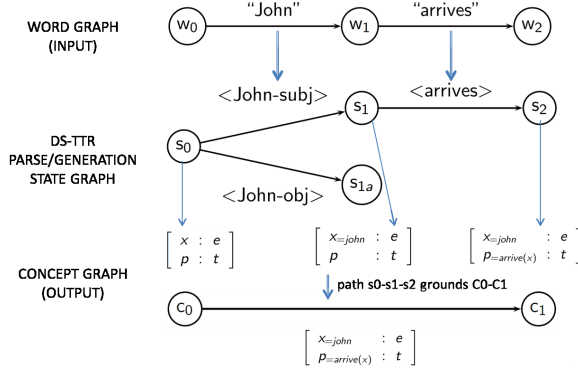 WORD GRAPH
(INPUT)
w0 "John" w1 "arrives" w2
<John-subj> <arrives>
DS-TTR
PARSE/GENERATION
STATE GRAPH
s0 s1 s2
<John-obj> s1a
[ x : e ] [ x=john : e ] [ x=john : e ]
[ p : t ] [ p : t ] [ p=arrive(x) : t ]
CONCEPT GRAPH
(OUTPUT)
path s0-s1-s2 grounds C0-C1
c0 c1
[ x=john : e ]
[ p=arrive(x) : t ]